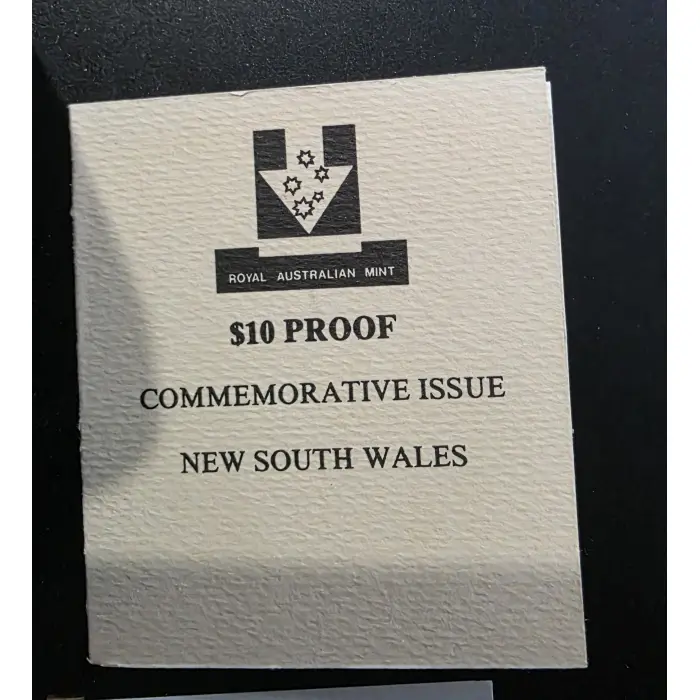 ROYAL AUSTRALIAN MINT
$10 PROOF
COMMEMORATIVE ISSUE
NEW SOUTH WALES